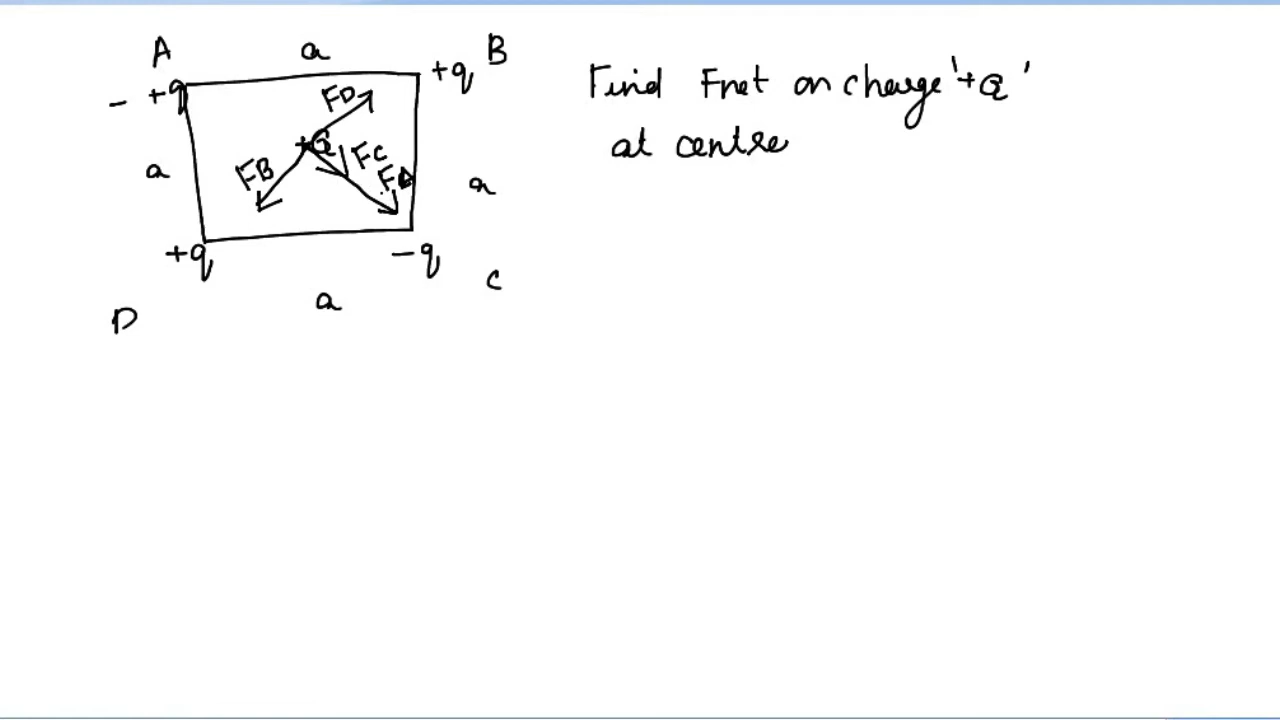 A a B
- +q +q
Find Fnet on charge '+Q'
at centre
FD
+Q
FB FC
a FA a
+q -q
C
a
D